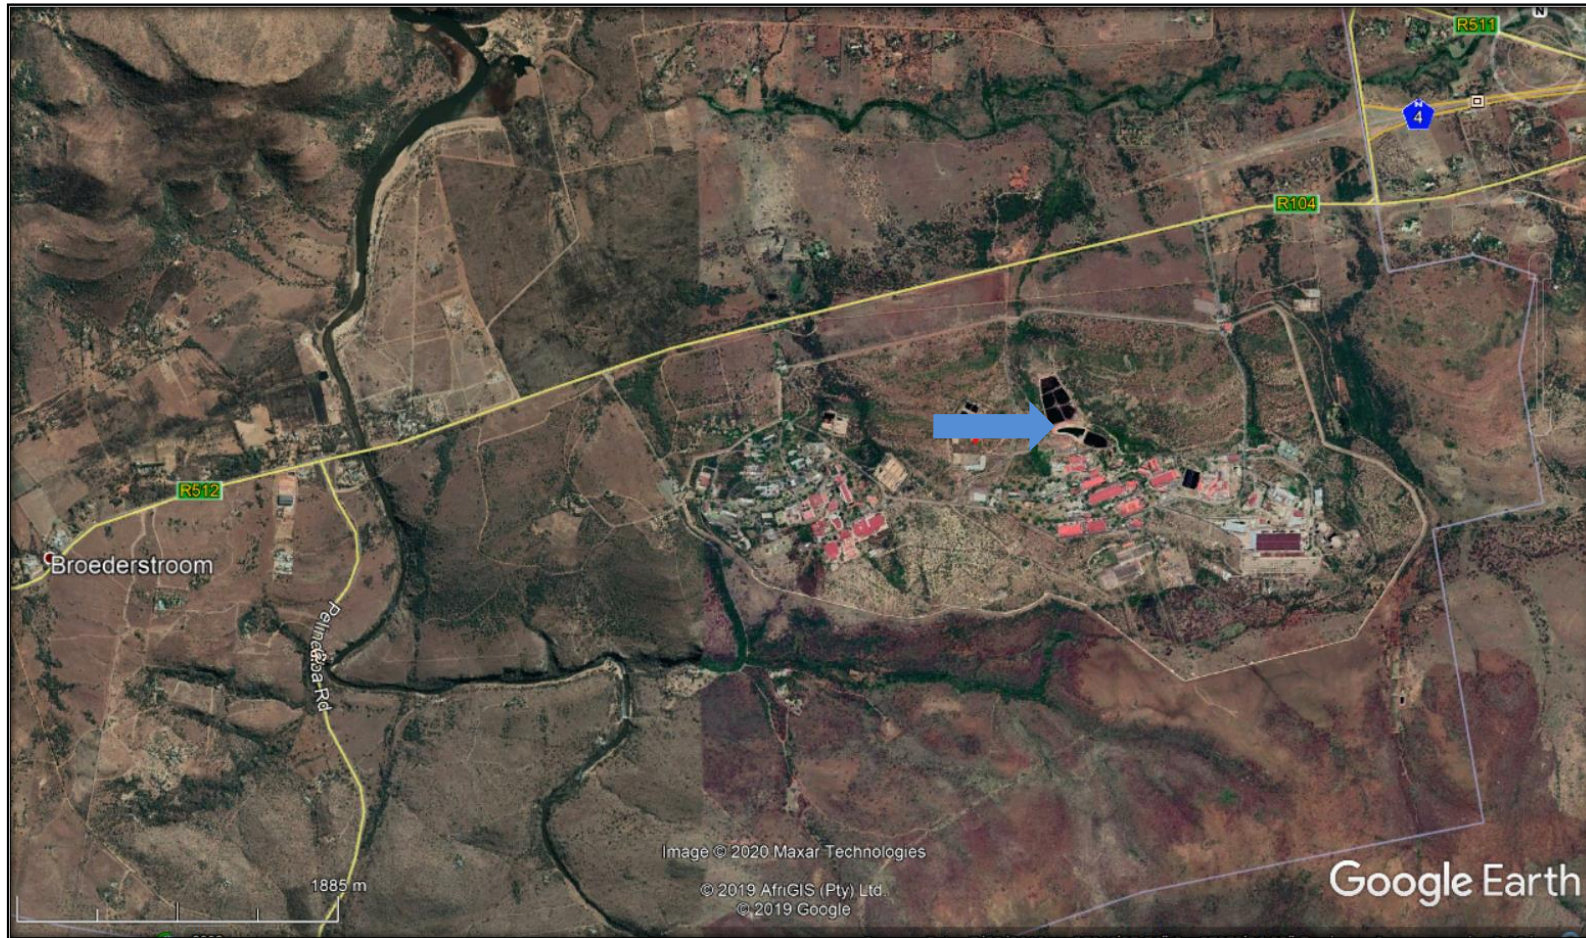 N
R511
4
R104
R512
Broederstroom
Pelindaba Rd
Image © 2020 Maxar Technologies
1885 m
© 2019 AfriGIS (Pty) Ltd.
© 2019 Google
Google Earth